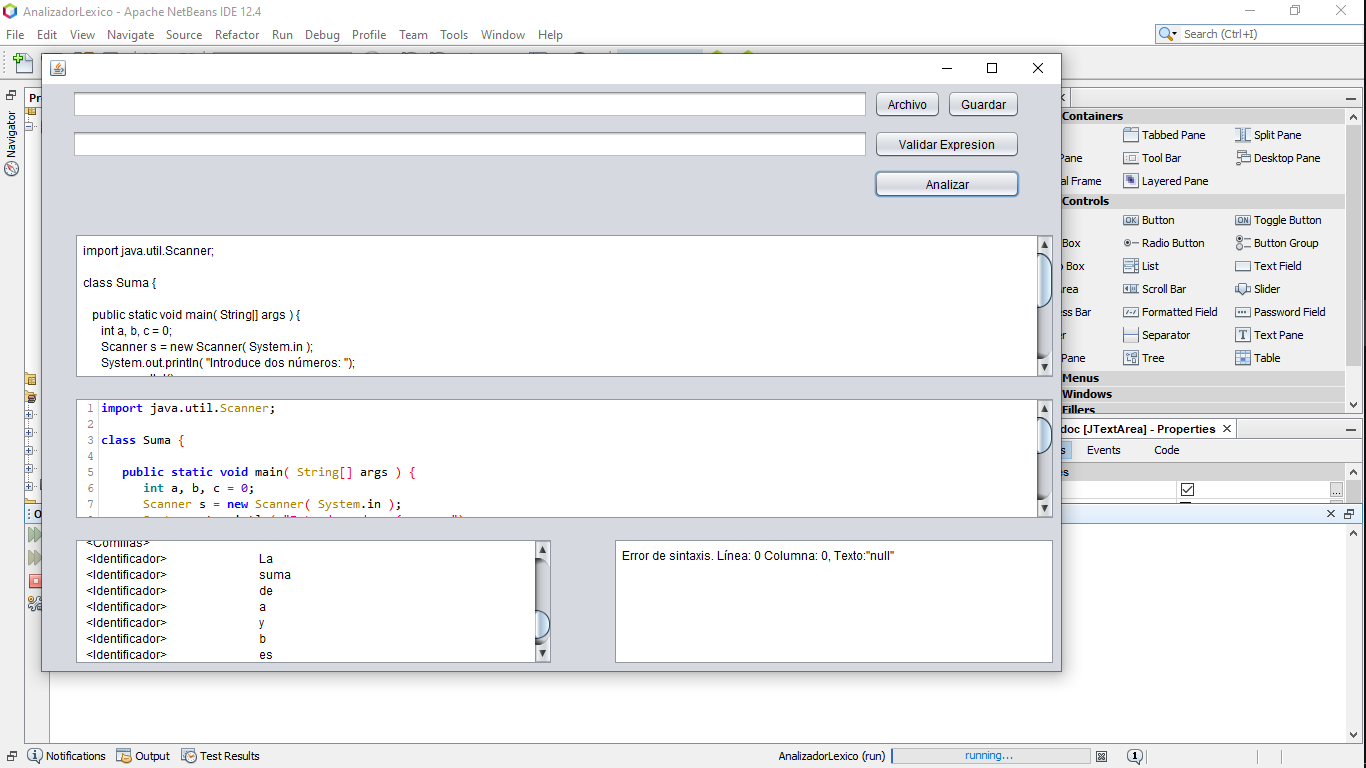 AnalizadorLexico - Apache NetBeans IDE 12.4
File Edit View Navigate Source Refactor Run Debug Profile Team Tools Window Help
Search (Ctrl+I)
Navigator
Archivo Guardar
Validar Expresion
Analizar
import java.util.Scanner;
class Suma {
public static void main( String[] args ) {
int a, b, c = 0;
Scanner s = new Scanner( System.in );
System.out.println( "Introduce dos números: ");
1 import java.util.Scanner;
2
3 class Suma {
4
5 public static void main( String[] args ) {
6 int a, b, c = 0;
7 Scanner s = new Scanner( System.in );
<Comillas>
<Identificador> La
<Identificador> suma
<Identificador> de
<Identificador> a
<Identificador> y
<Identificador> b
<Identificador> es
Error de sintaxis. Línea: 0 Columna: 0, Texto:"null"
Containers
Tabbed Pane Split Pane
Tool Bar Desktop Pane
al Frame Layered Pane
Controls
OK Button ON Toggle Button
Box Radio Button Button Group
Box List Text Field
Scroll Bar Slider
Bar Formatted Field Password Field
Separator Text Pane
Pane Tree Table
Menus
Windows
Fillers
doc [JTextArea] - Properties
Events Code
Notifications Output Test Results
AnalizadorLexico (run) running...
1